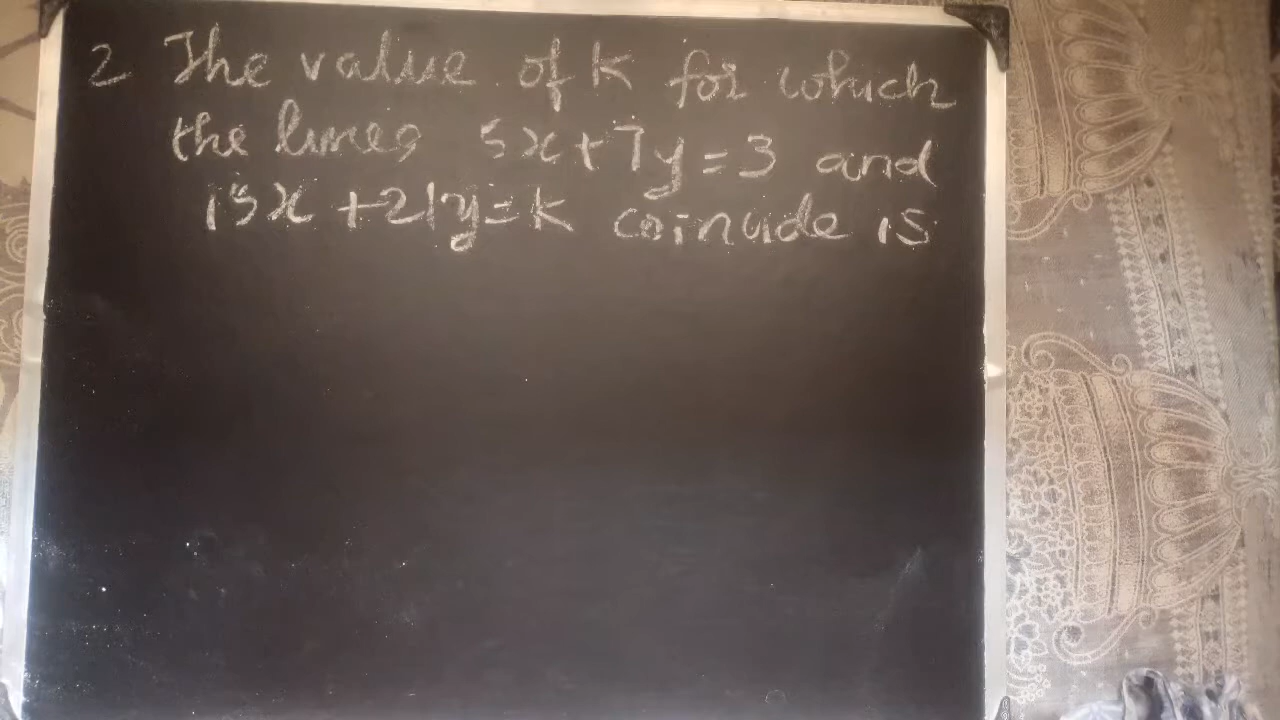 2 The value of k for which
the lines 5x+7y=3 and
15x+21y=k coincide is